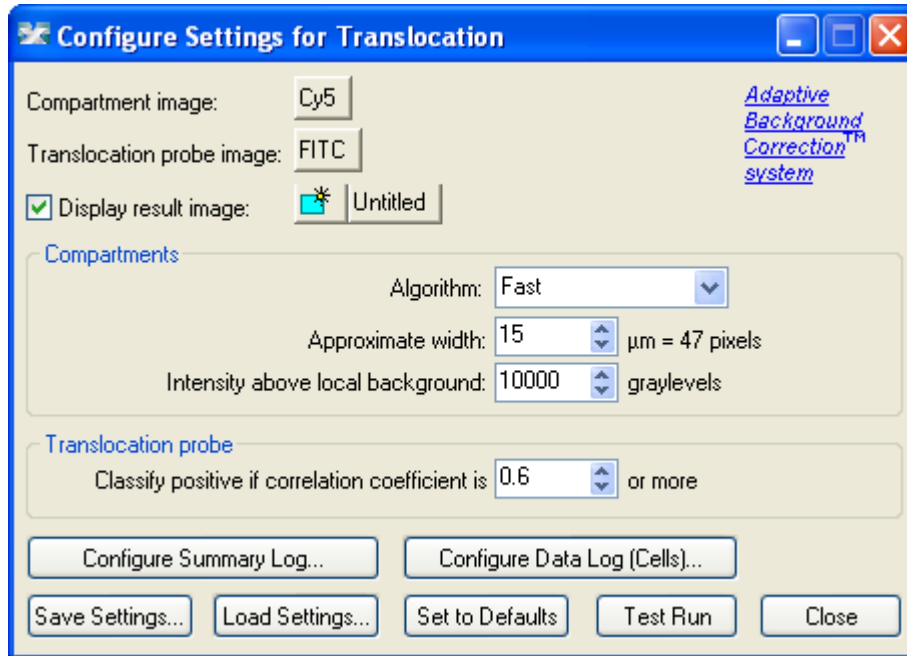 Configure Settings for Translocation
Compartment image: Cy5
Translocation probe image: FITC
Display result image: Untitled
Adaptive
Background
Correction™
system
Compartments
Algorithm: Fast
Approximate width: 15 µm = 47 pixels
Intensity above local background: 10000 graylevels
Translocation probe
Classify positive if correlation coefficient is 0.6 or more
Configure Summary Log... Configure Data Log (Cells)...
Save Settings... Load Settings... Set to Defaults Test Run Close